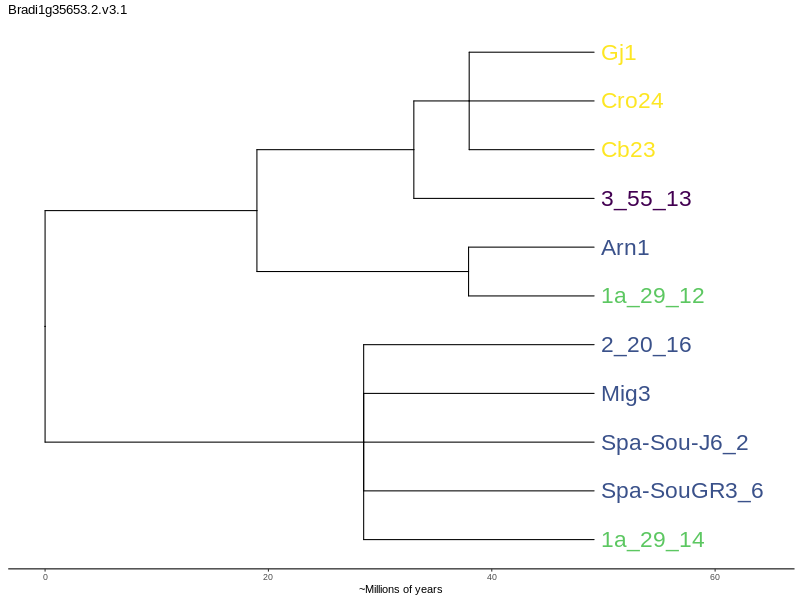 Bradi1g35653.2.v3.1
Gj1
Cro24
Cb23
3_55_13
Arn1
1a_29_12
2_20_16
Mig3
Spa-Sou-J6_2
Spa-SouGR3_6
1a_29_14
0 20 40 60
~Millions of years